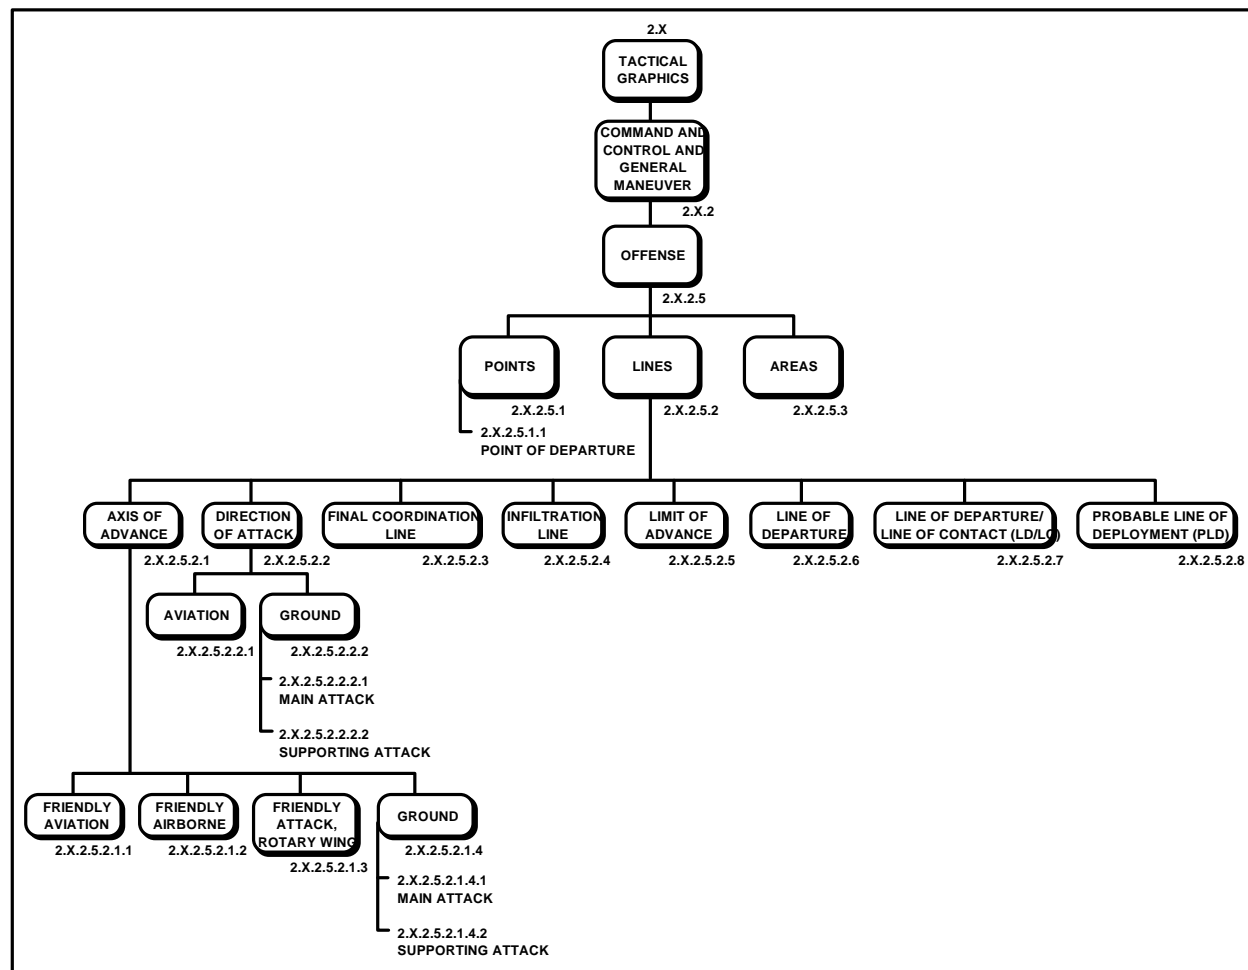 2.X
TACTICAL
GRAPHICS
COMMAND AND
CONTROL AND
GENERAL
MANEUVER
2.X.2
OFFENSE
2.X.2.5
POINTS
2.X.2.5.1
2.X.2.5.1.1
POINT OF DEPARTURE
LINES
2.X.2.5.2
AREAS
2.X.2.5.3
AXIS OF
ADVANCE
2.X.2.5.2.1
DIRECTION
OF ATTACK
2.X.2.5.2.2
FINAL COORDINATION
LINE
2.X.2.5.2.3
INFILTRATION
LINE
2.X.2.5.2.4
LIMIT OF
ADVANCE
2.X.2.5.2.5
LINE OF
DEPARTURE
2.X.2.5.2.6
LINE OF DEPARTURE/
LINE OF CONTACT (LD/LC)
2.X.2.5.2.7
PROBABLE LINE OF
DEPLOYMENT (PLD)
2.X.2.5.2.8
AVIATION
2.X.2.5.2.2.1
GROUND
2.X.2.5.2.2.2
2.X.2.5.2.2.2.1
MAIN ATTACK
2.X.2.5.2.2.2.2
SUPPORTING ATTACK
FRIENDLY
AVIATION
2.X.2.5.2.1.1
FRIENDLY
AIRBORNE
2.X.2.5.2.1.2
FRIENDLY
ATTACK,
ROTARY WING
2.X.2.5.2.1.3
GROUND
2.X.2.5.2.1.4
2.X.2.5.2.1.4.1
MAIN ATTACK
2.X.2.5.2.1.4.2
SUPPORTING ATTACK